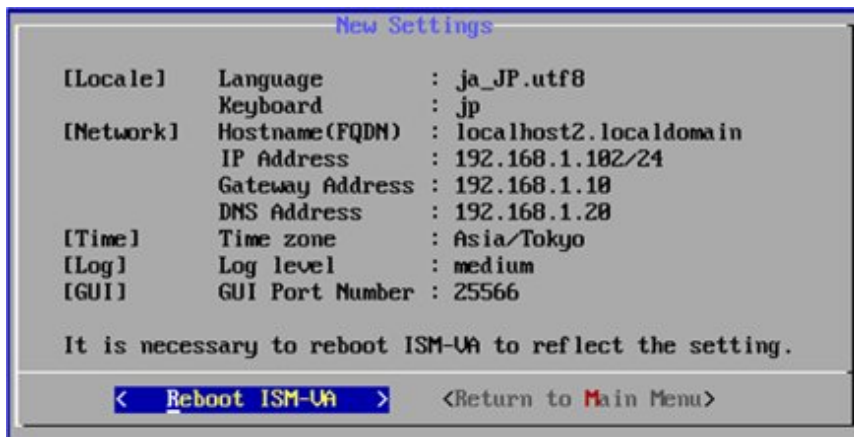 New Settings
[Locale] Language : ja_JP.utf8
Keyboard : jp
[Network] Hostname(FQDN) : localhost2.localdomain
IP Address : 192.168.1.102/24
Gateway Address : 192.168.1.10
DNS Address : 192.168.1.20
[Time] Time zone : Asia/Tokyo
[Log] Log level : medium
[GUI] GUI Port Number : 25566
It is necessary to reboot ISM-VA to reflect the setting.
< Reboot ISM-VA > <Return to Main Menu>